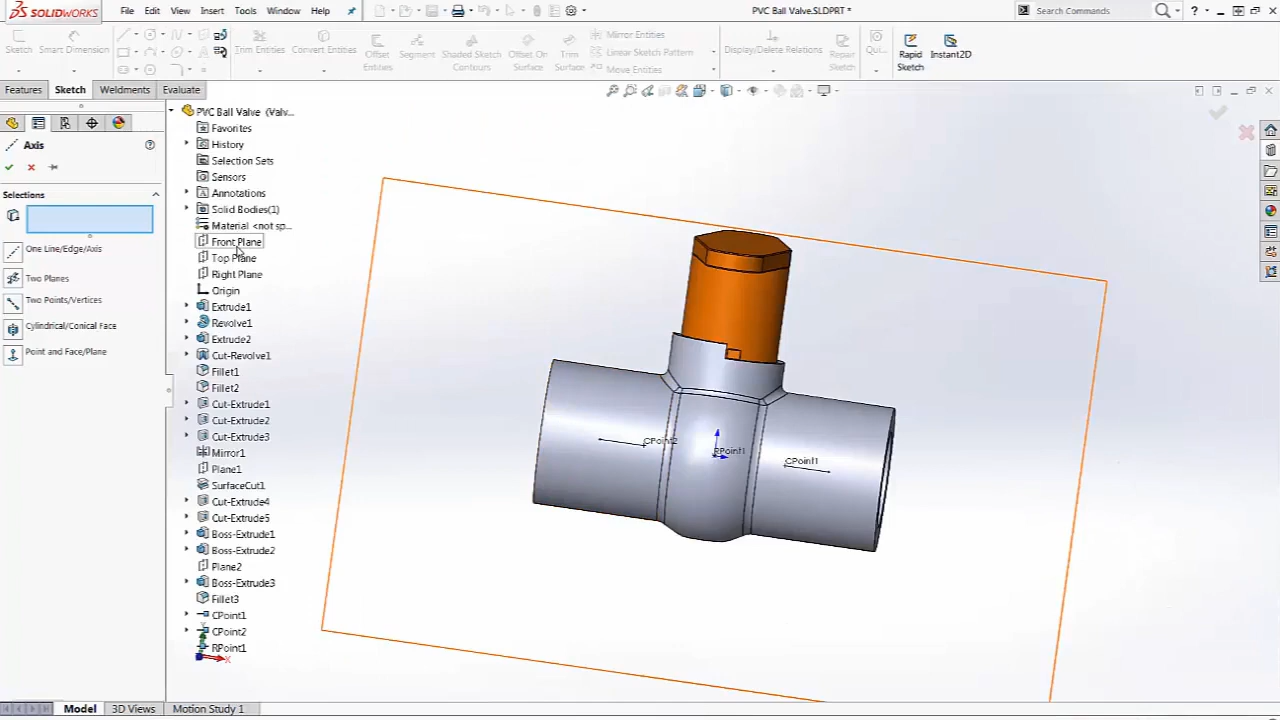 SOLIDWORKS File Edit View Insert Tools Window Help PVC Ball Valve.SLDPRT * Search Commands ?
Sketch Smart Dimension Trim Entities Convert Entities Offset Entities Segment Shaded Sketch Contours Offset On Surface Trim Surface Mirror Entities Linear Sketch Pattern Move Entities Display/Delete Relations Repair Sketch Qui... Rapid Sketch Instant2D
Features Sketch Weldments Evaluate
Axis
Selections
One Line/Edge/Axis
Two Planes
Two Points/Vertices
Cylindrical/Conical Face
Point and Face/Plane
PVC Ball Valve (Valv...
Favorites
History
Selection Sets
Sensors
Annotations
Solid Bodies(1)
Material <not sp...
Front Plane
Top Plane
Right Plane
Origin
Extrude1
Revolve1
Extrude2
Cut-Revolve1
Fillet1
Fillet2
Cut-Extrude1
Cut-Extrude2
Cut-Extrude3
Mirror1
Plane1
SurfaceCut1
Cut-Extrude4
Cut-Extrude5
Boss-Extrude1
Boss-Extrude2
Plane2
Boss-Extrude3
Fillet3
CPoint1
CPoint2
RPoint1
Y
X
CPoint2
RPoint1
CPoint1
Model 3D Views Motion Study 1